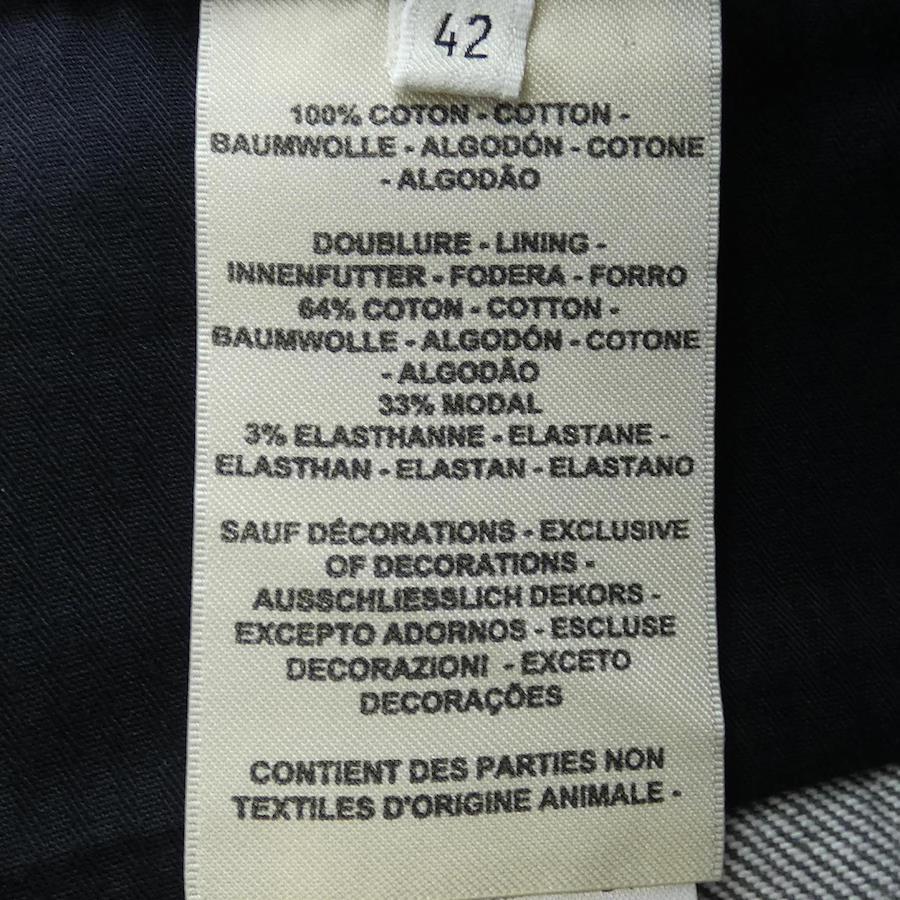 42
100% COTON - COTTON -
BAUMWOLLE - ALGODÓN - COTONE
- ALGODÃO
DOUBLURE - LINING -
INNENFUTTER - FODERA - FORRO
64% COTON - COTTON -
BAUMWOLLE - ALGODÓN - COTONE
- ALGODÃO
33% MODAL
3% ELASTHANNE - ELASTANE -
ELASTHAN - ELASTAN - ELASTANO
SAUF DÉCORATIONS - EXCLUSIVE
OF DECORATIONS -
AUSSCHLIESSLICH DEKORS -
EXCEPTO ADORNOS - ESCLUSE
DECORAZIONI - EXCETO
DECORAÇÕES
CONTIENT DES PARTIES NON
TEXTILES D'ORIGINE ANIMALE -